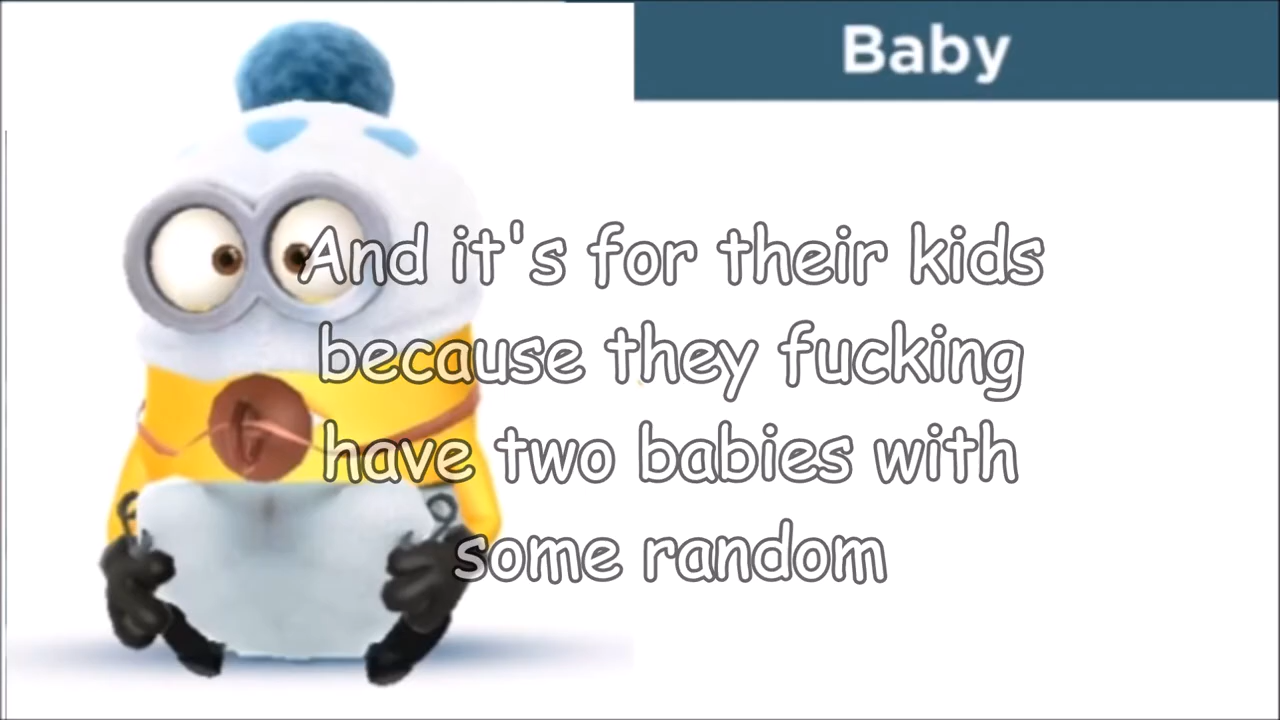 Baby
And it's for their kids
because they fucking
have two babies with
some random